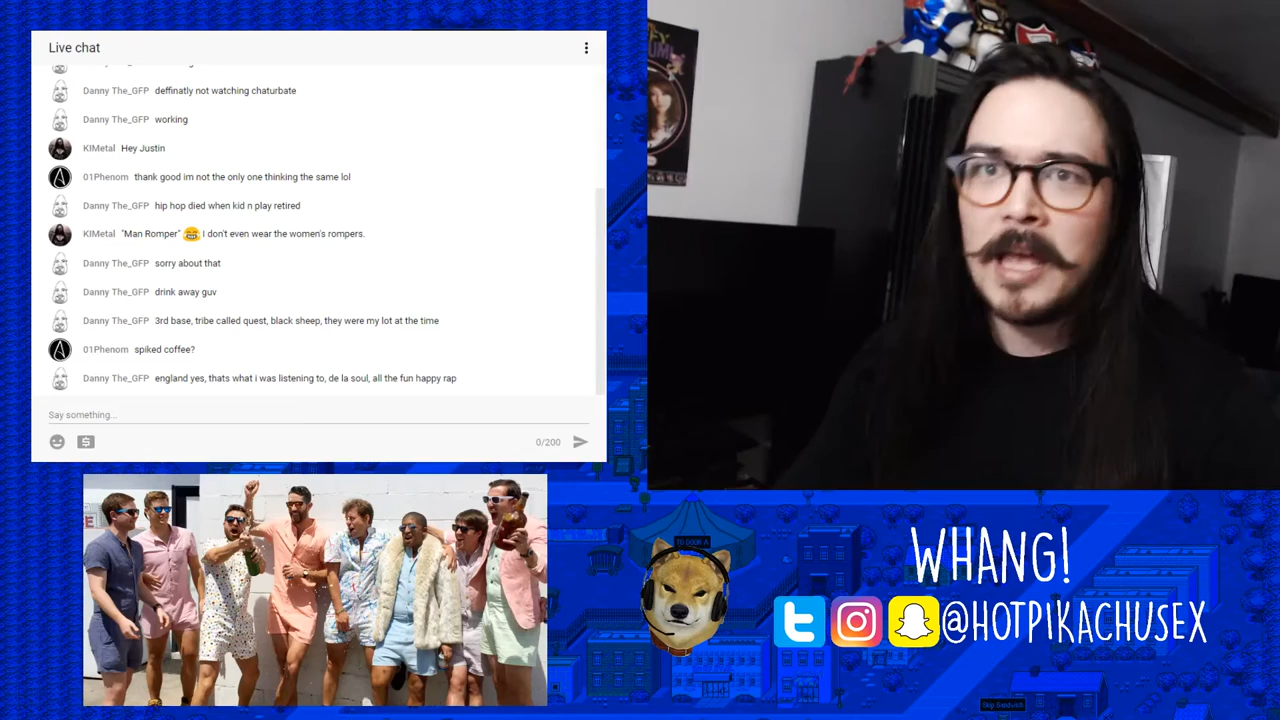 Live chat
Danny The_GFP deffinatly not watching chaturbate
Danny The_GFP working
KIMetal Hey Justin
01Phenom thank good im not the only one thinking the same lol
Danny The_GFP hip hop died when kid n play retired
KIMetal "Man Romper" 😂 I don't even wear the women's rompers.
Danny The_GFP sorry about that
Danny The_GFP drink away guv
Danny The_GFP 3rd base, tribe called quest, black sheep, they were my lot at the time
01Phenom spiked coffee?
Danny The_GFP england yes, thats what i was listening to, de la soul, all the fun happy rap
Say something...
0/200
TO DOOR A
WHANG!
@HOTPIKACHUSEX
Skip Sandwich